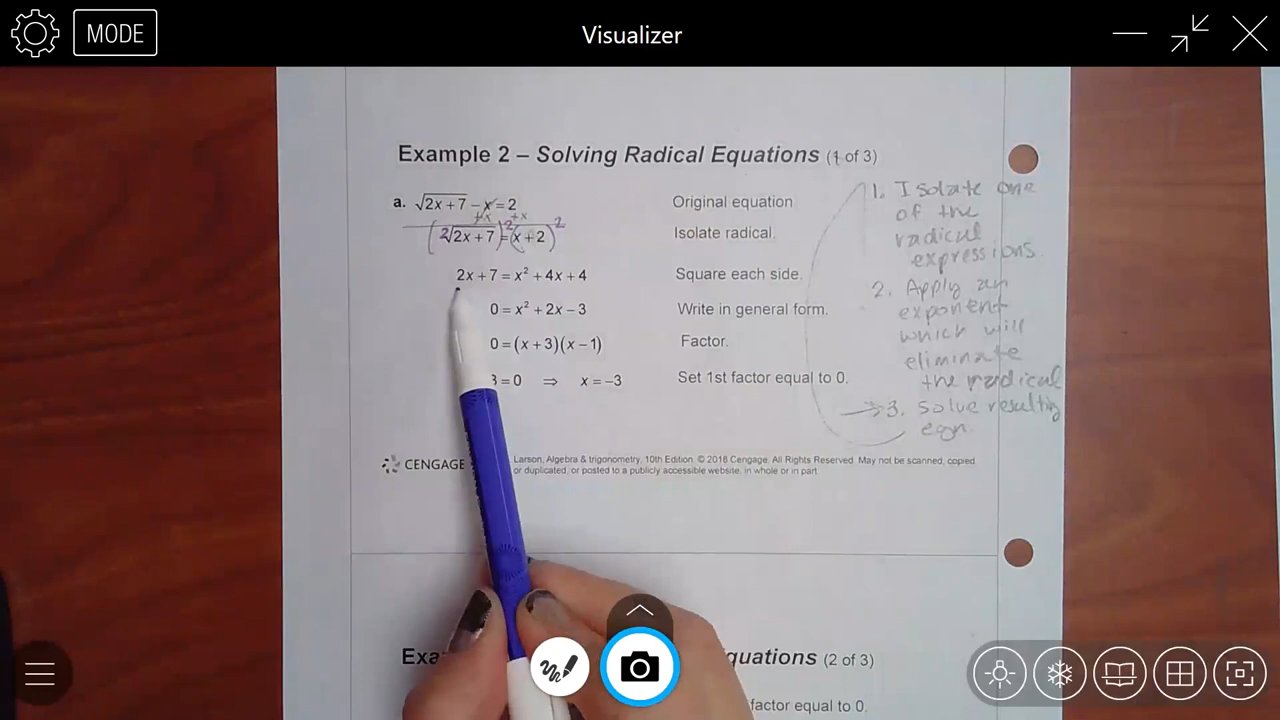 MODE
Visualizer
Example 2 – Solving Radical Equations (1 of 3)
a. √2x + 7 – x = 2 Original equation
+x +x
(2√2x + 7)2 = (x + 2)2 Isolate radical.
2x + 7 = x² + 4x + 4 Square each side.
0 = x² + 2x – 3 Write in general form.
0 = (x + 3)(x – 1) Factor.
3 = 0 ⇒ x = –3 Set 1st factor equal to 0.
1. Isolate one
of the
radical
expressions.
2. Apply an
exponent
which will
eliminate
the radical
→ 3. Solve resulting
eqn.
CENGAGE
Larson, Algebra & trigonometry, 10th Edition. © 2018 Cengage. All Rights Reserved. May not be scanned, copied
or duplicated, or posted to a publicly accessible website, in whole or in part.
Exa quations (2 of 3)
factor equal to 0.